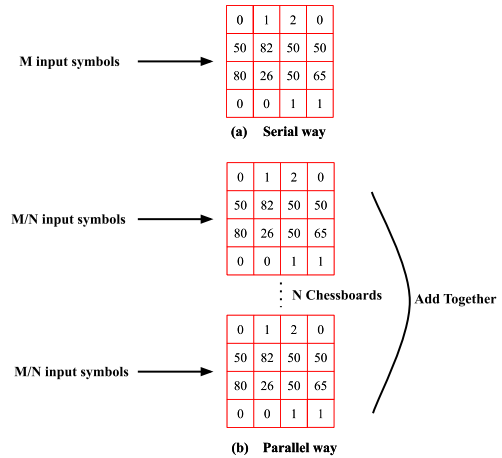 0 1 2 0
50 82 50 50
M input symbols
80 26 50 65
0 0 1 1
(a) Serial way
0 1 2 0
50 82 50 50
M/N input symbols
80 26 50 65
0 0 1 1
N Chessboards
Add Together
0 1 2 0
50 82 50 50
M/N input symbols
80 26 50 65
0 0 1 1
(b) Parallel way